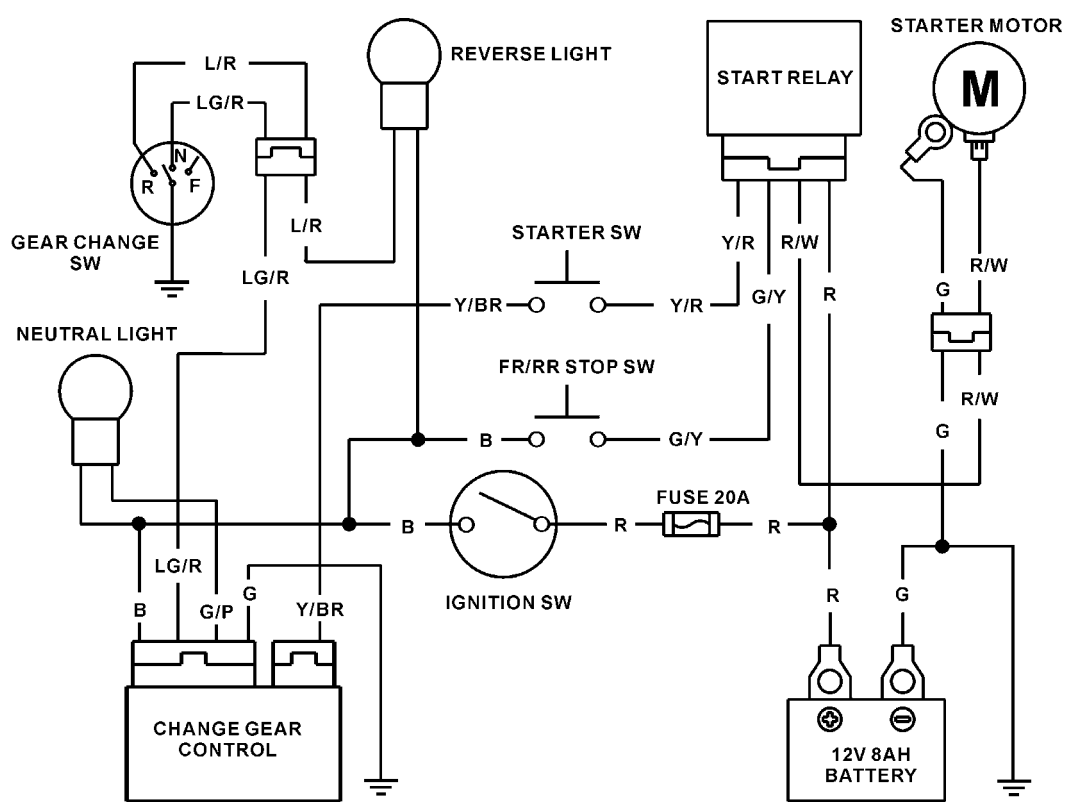 STARTER MOTOR
REVERSE LIGHT
L/R
START RELAY
M
LG/R
N
R
F
L/R
STARTER SW
GEAR CHANGE
SW
Y/R
R/W
LG/R
R/W
G
G/Y
R
Y/BR
Y/R
NEUTRAL LIGHT
FR/RR STOP SW
R/W
G
B
G/Y
FUSE 20A
B
R
R
LG/R
G
R
G
IGNITION SW
B
G/P
Y/BR
CHANGE GEAR
CONTROL
12V 8AH
BATTERY